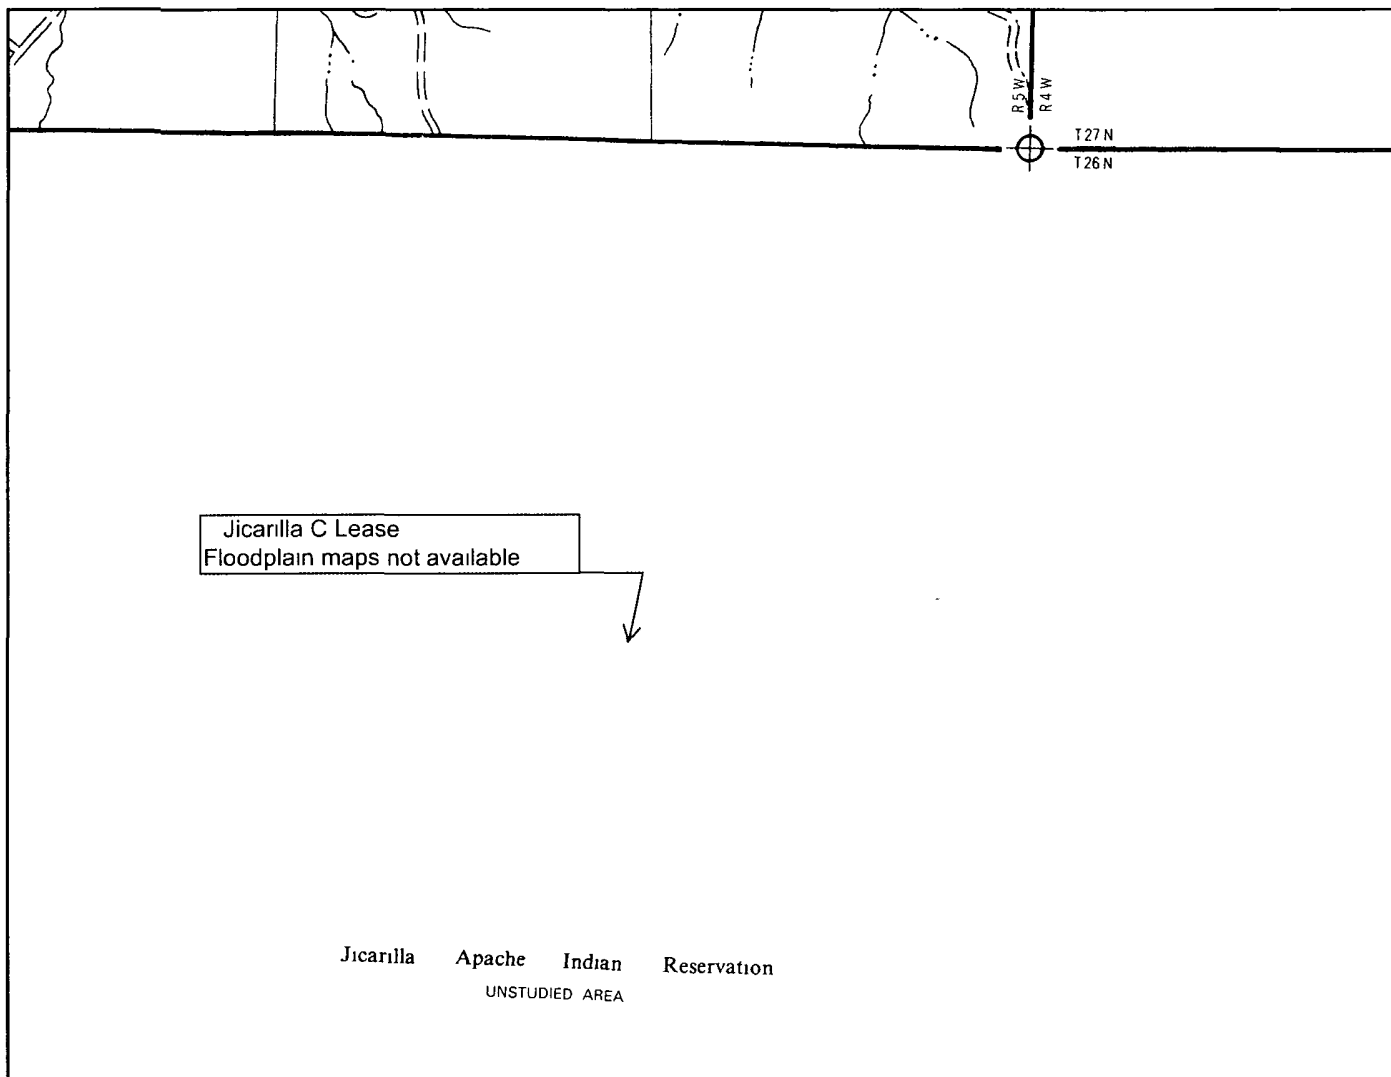 R 5 W
R 4 W
T 27 N
T 26 N
Jicarilla C Lease
Floodplain maps not available
Jicarilla Apache Indian Reservation
UNSTUDIED AREA